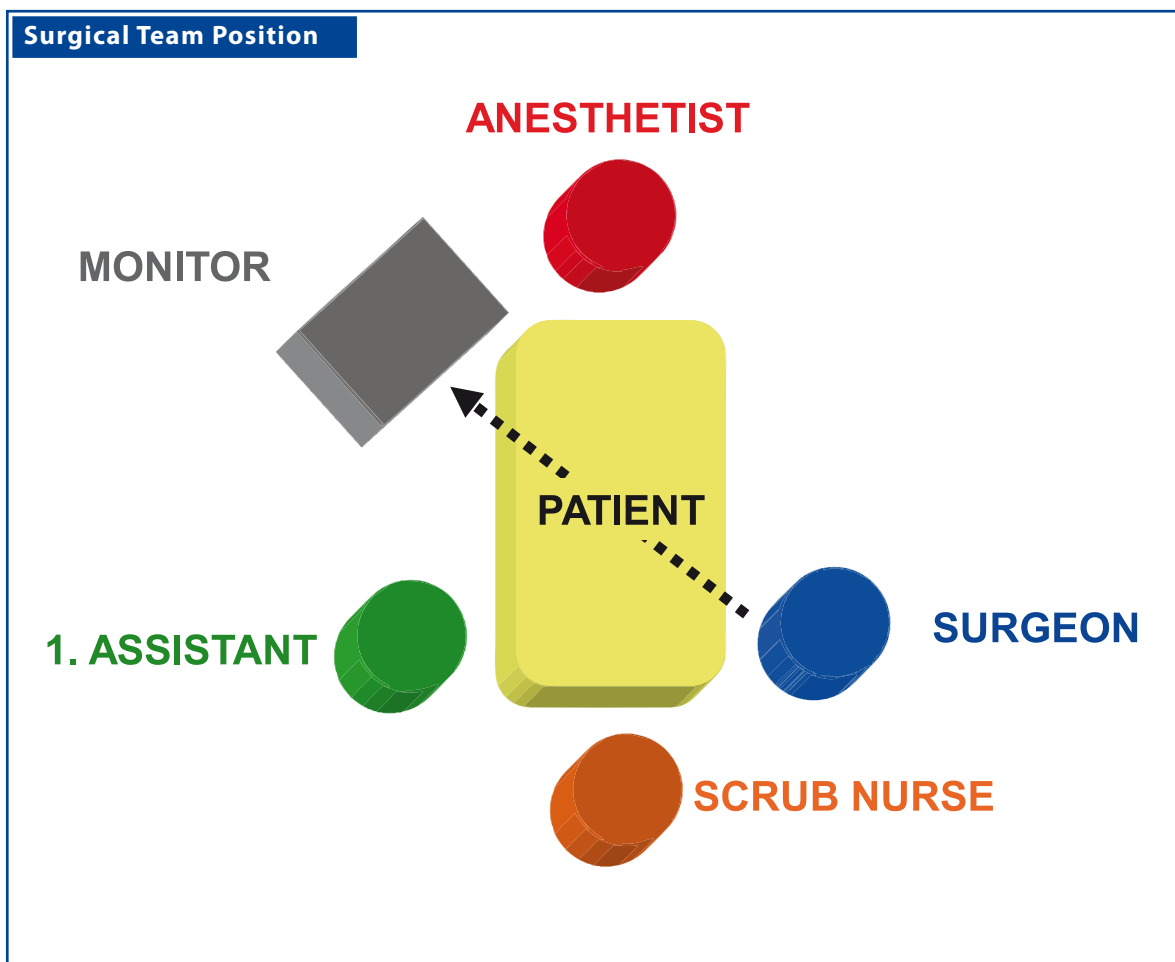 Surgical Team Position
ANESTHETIST
MONITOR
PATIENT
1. ASSISTANT
SURGEON
SCRUB NURSE